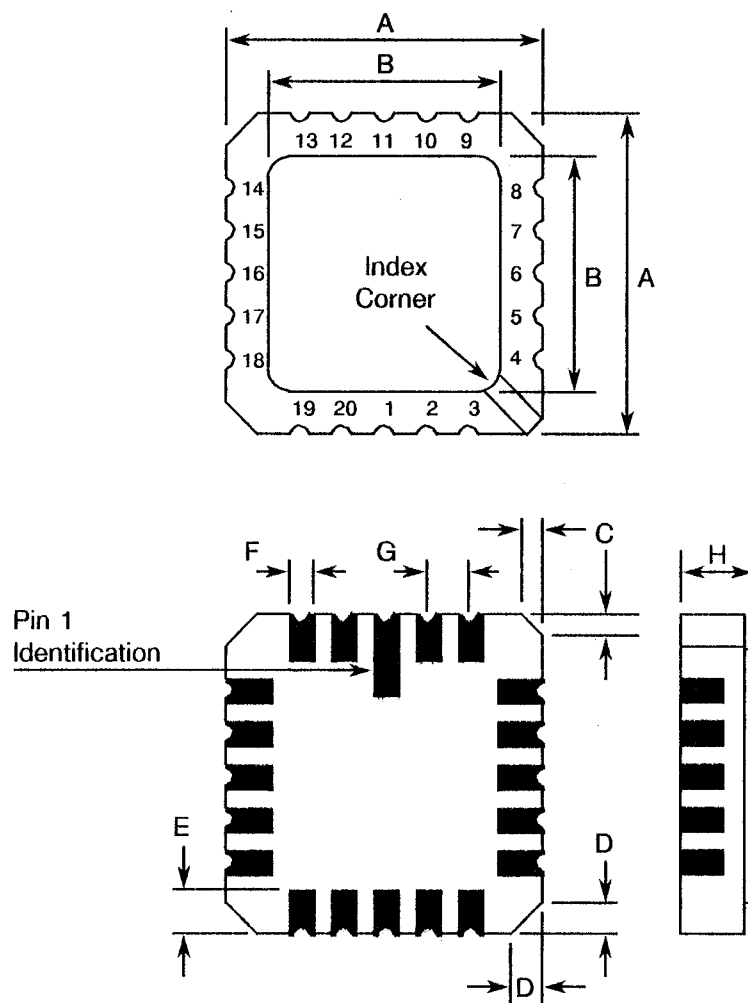 A
B
13 12 11 10 9
14 8
15 7
Index
Corner
16 6
B A
17 5
18 4
19 20 1 2 3
C
F G H
Pin 1
Identification
E
D
D